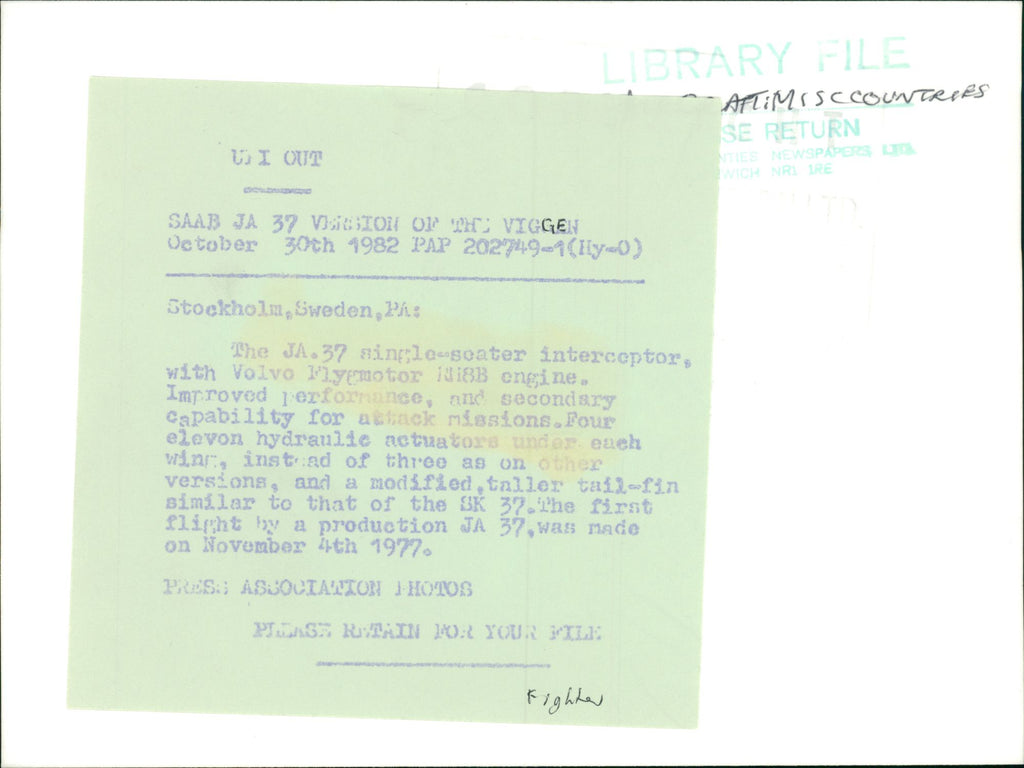 LIBRARY FILE
AFT: MISC COUNTRIES
SE RETURN
NTIES NEWSPAPERS, LTD.
WICH NR1 1RE
OUT
SAAB JA 37 VERSION OF THE VIGGEN
October 30th 1982 PAP 202749-1(Hy-O)
Stockholm,Sweden,PA:
The JA.37 single-seater interceptor,
with Volvo Flygmotor RM8B engine.
Improved performance, and secondary
capability for attack missions.Four
elevon hydraulic actuators under each
wing, instead of three as on other
versions, and a modified,taller tail-fin
similar to that of the SK 37.The first
flight by a production JA 37,was made
on November 4th 1977.
PRESS ASSOCIATION PHOTOS
PLEASE RETAIN FOR YOUR FILE
Fighter